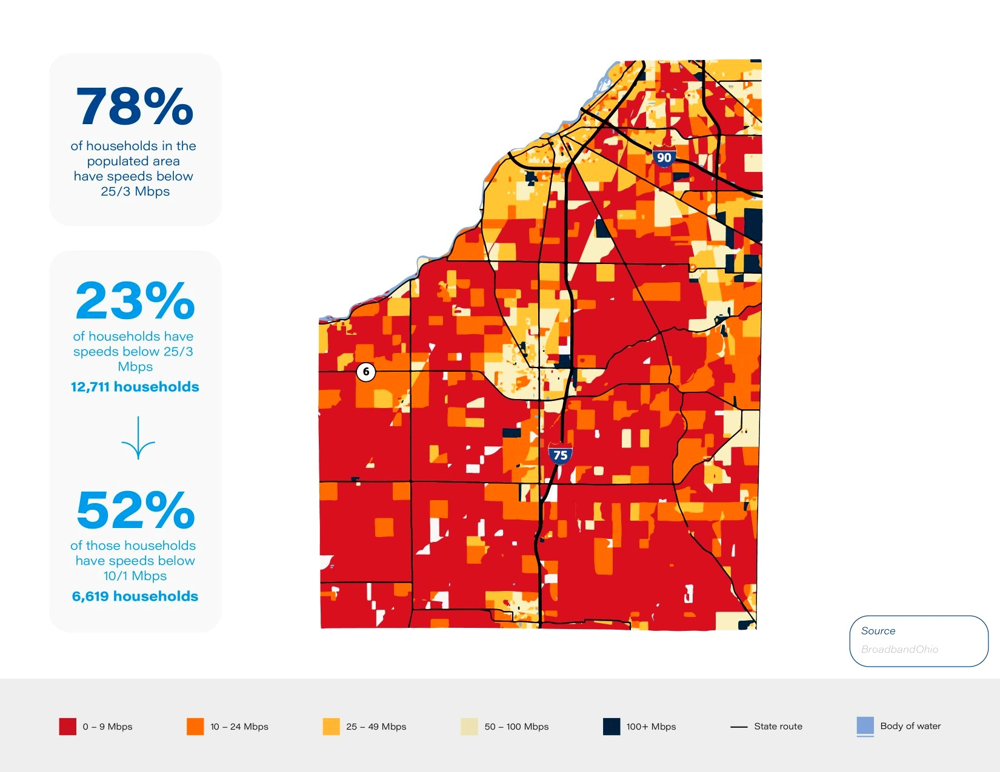 78%
of households in the
populated area
have speeds below
25/3 Mbps
23%
of households have
speeds below 25/3
Mbps
12,711 households
52%
of those households
have speeds below
10/1 Mbps
6,619 households
90
6
75
Source
BroadbandOhio
0 – 9 Mbps
10 – 24 Mbps
25 – 49 Mbps
50 – 100 Mbps
100+ Mbps
State route
Body of water